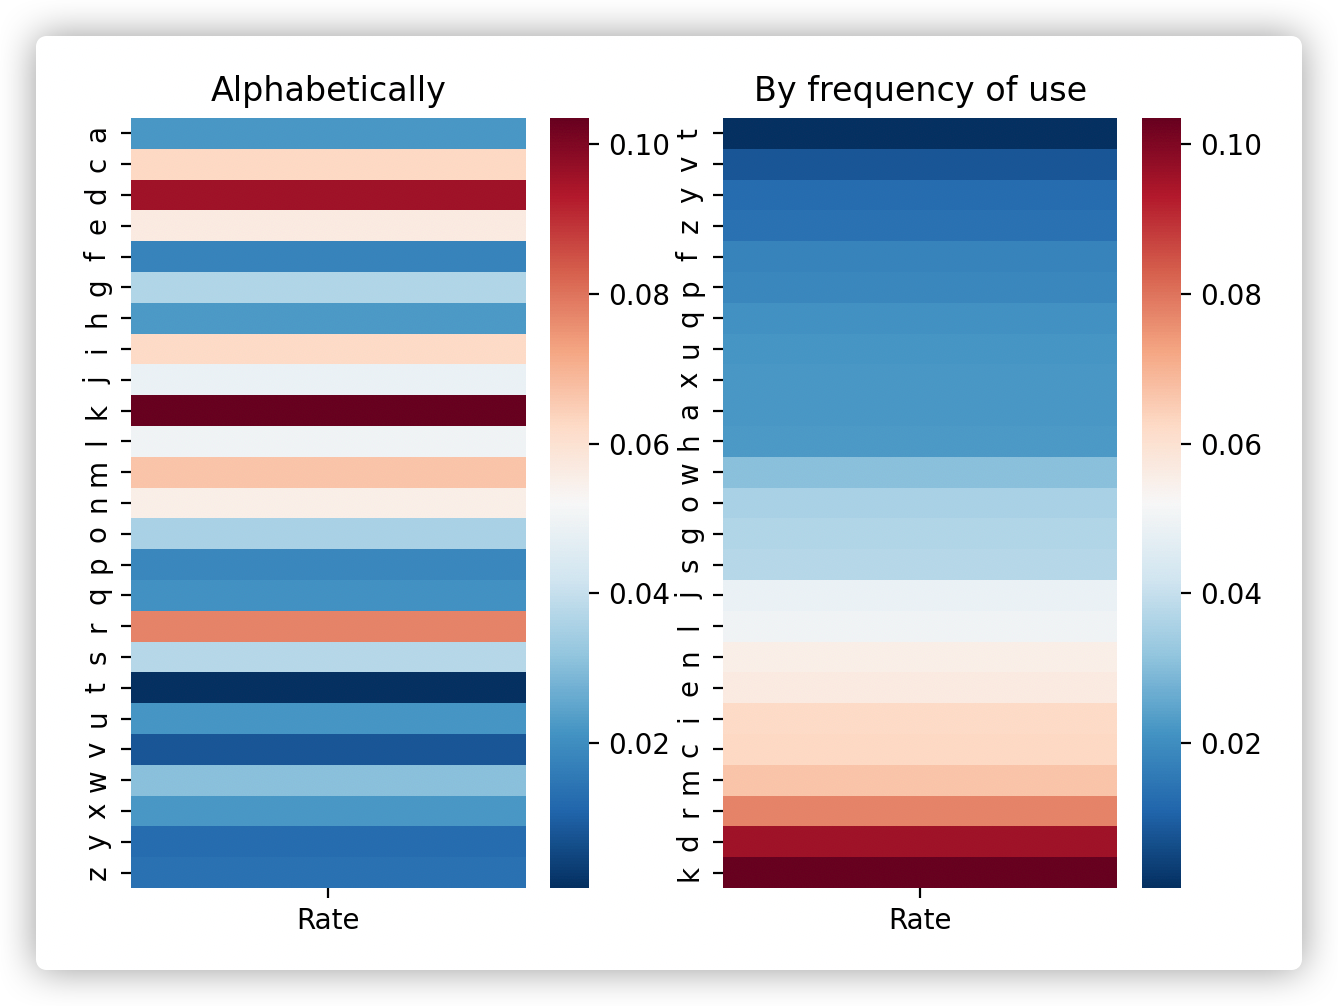 Alphabetically
a
c
d
e
f
g
h
i
j
k
l
m
n
o
p
q
r
s
t
u
v
w
x
y
z
Rate
0.10
0.08
0.06
0.04
0.02
By frequency of use
t
v
y
z
f
p
q
u
x
a
h
w
o
g
s
j
l
n
e
i
c
m
r
d
k
Rate
0.10
0.08
0.06
0.04
0.02